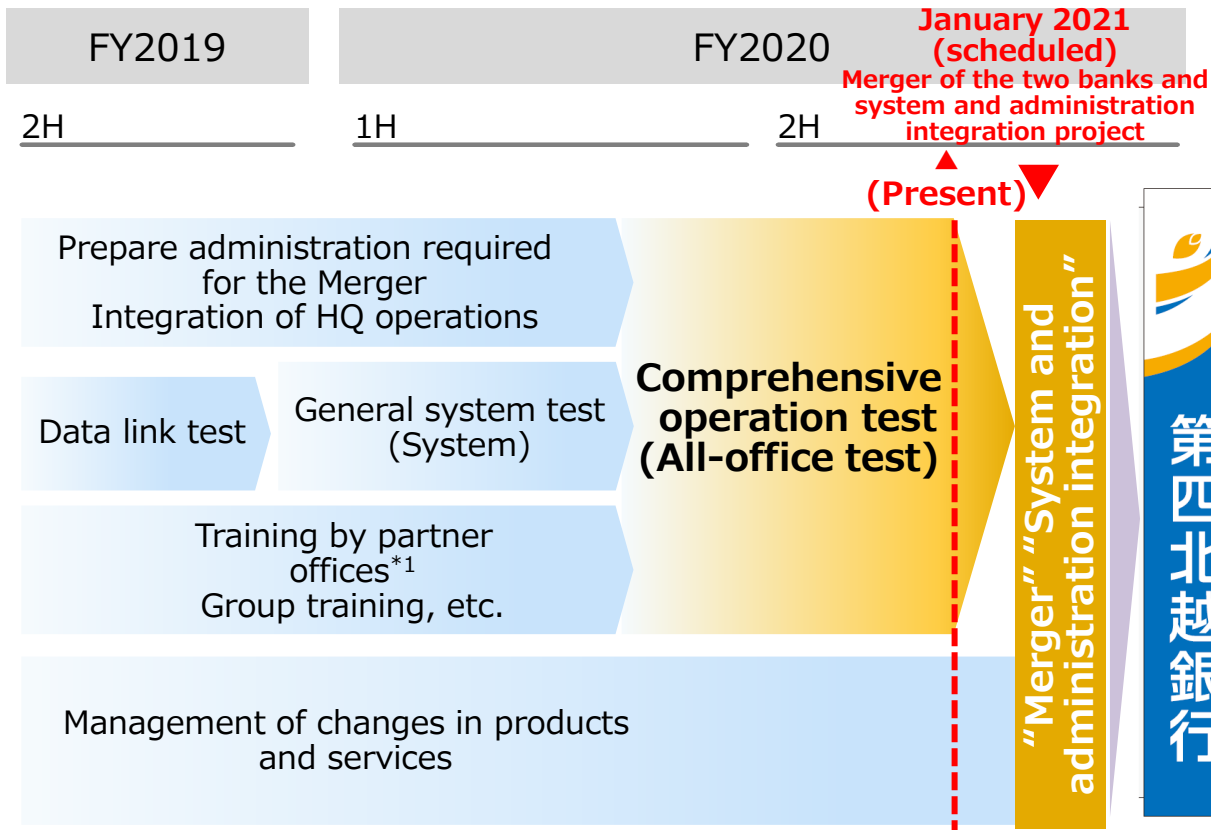 FY2019
FY2020
January 2021
(scheduled)
Merger of the two banks and
system and administration
integration project
2H
1H
2H
(Present)
Prepare administration required
for the Merger
Integration of HQ operations
Data link test
General system test
(System)
Training by partner
offices*1
Group training, etc.
Comprehensive
operation test
(All-office test)
Management of changes in products
and services
“Merger” “System and
administration integration”
第四北越銀行